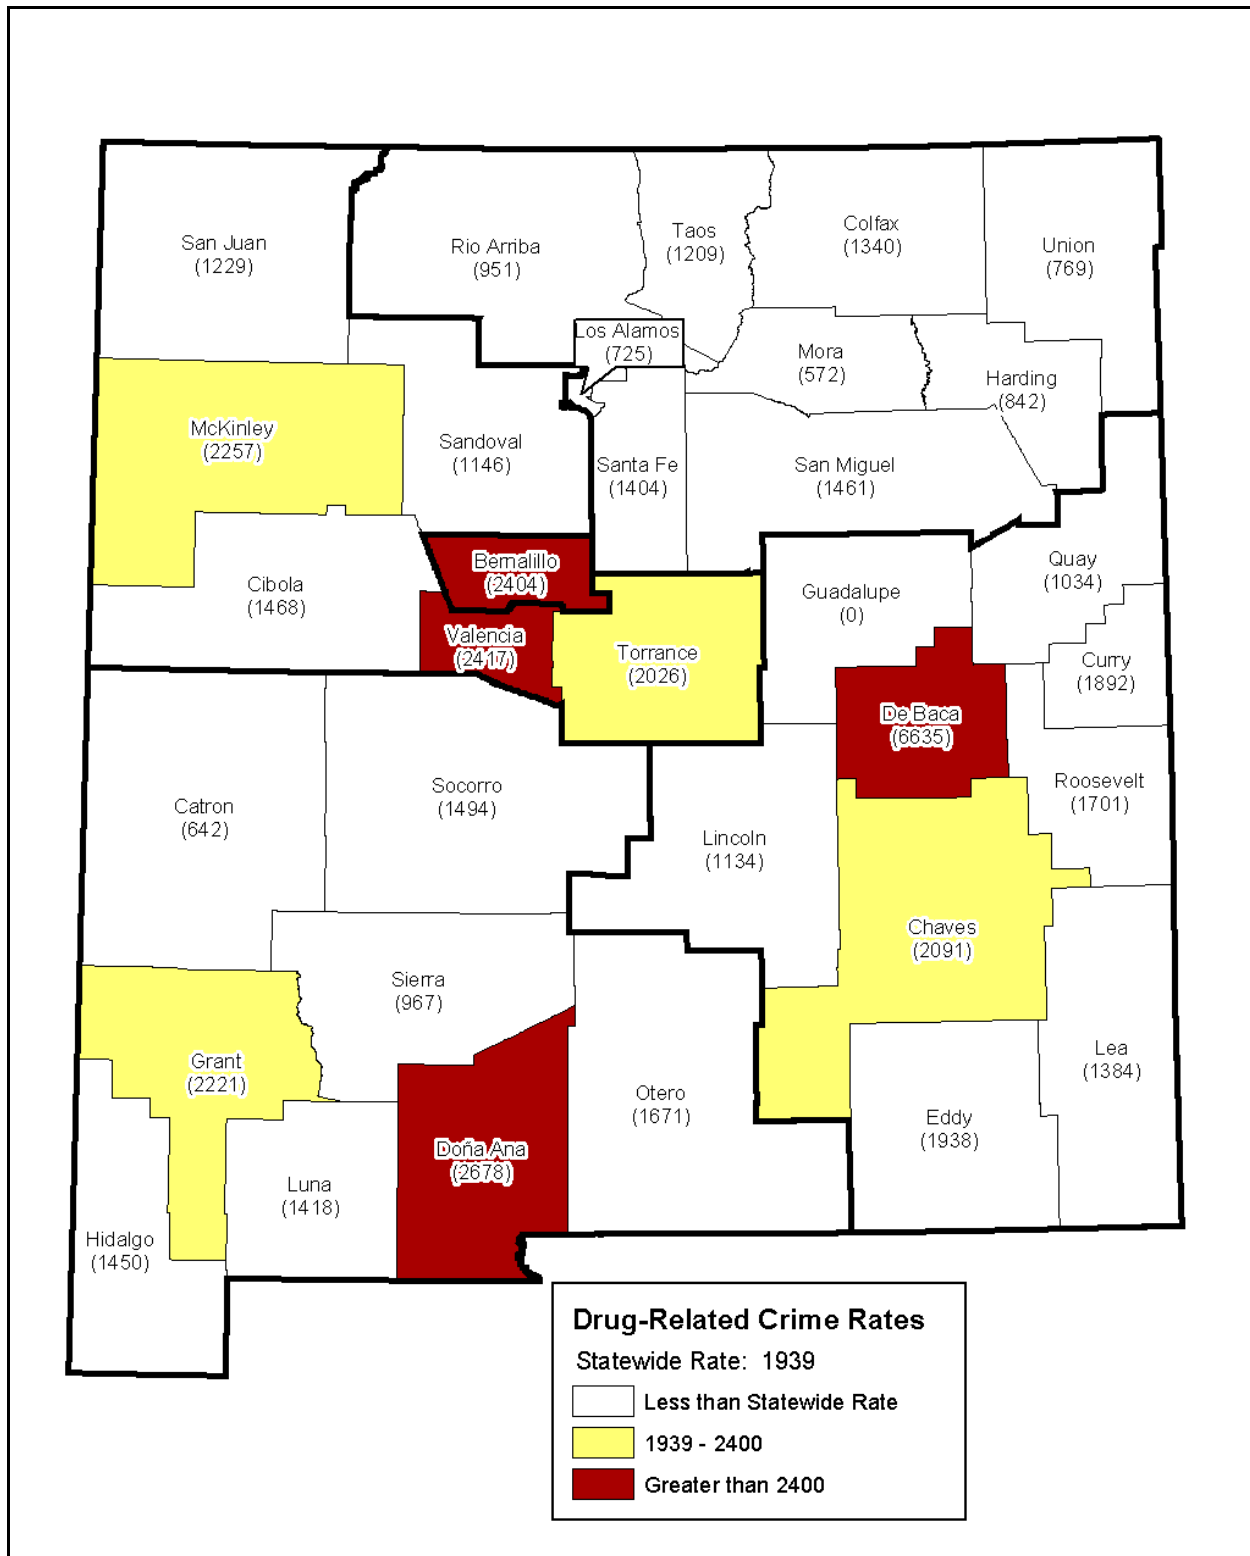 San Juan
(1229)
Rio Arriba
(951)
Taos
(1209)
Colfax
(1340)
Union
(769)
Los Alamos
(725)
Mora
(572)
Harding
(842)
McKinley
(2257)
Sandoval
(1146)
Santa Fe
(1404)
San Miguel
(1461)
Bernalillo
(2404)
Cibola
(1468)
Quay
(1034)
Guadalupe
(0)
Valencia
(2417)
Torrance
(2026)
Curry
(1892)
De Baca
(6635)
Catron
(642)
Socorro
(1494)
Roosevelt
(1701)
Lincoln
(1134)
Chaves
(2091)
Sierra
(967)
Grant
(2221)
Lea
(1384)
Otero
(1671)
Eddy
(1938)
Doña Ana
(2678)
Luna
(1418)
Hidalgo
(1450)
Drug-Related Crime Rates
Statewide Rate: 1939
Less than Statewide Rate
1939 - 2400
Greater than 2400